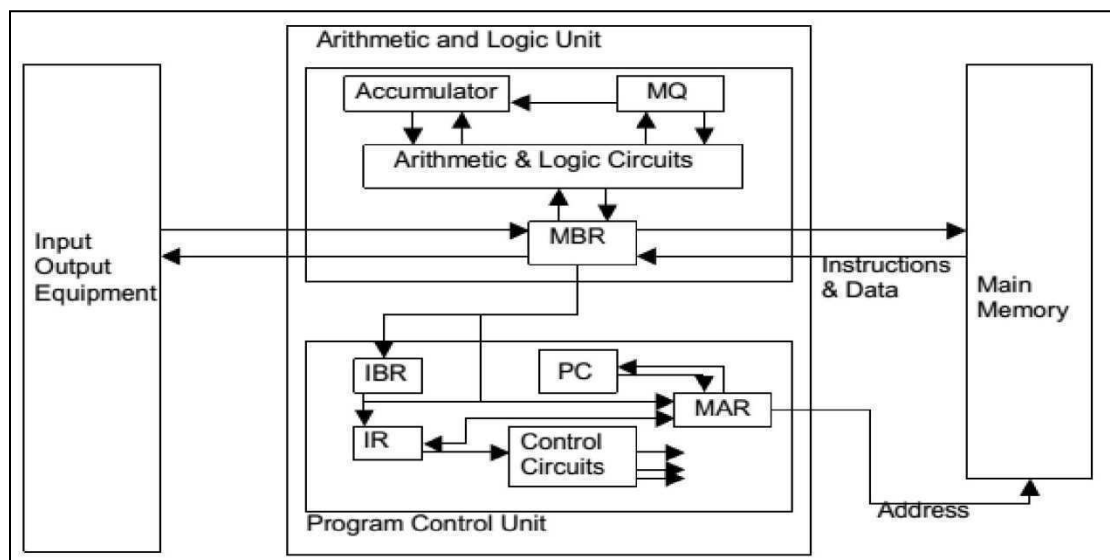 Arithmetic and Logic Unit
Accumulator
MQ
Arithmetic & Logic Circuits
MBR
Input
Output
Equipment
Instructions
& Data
Main
Memory
IBR
PC
MAR
IR
Control
Circuits
Address
Program Control Unit